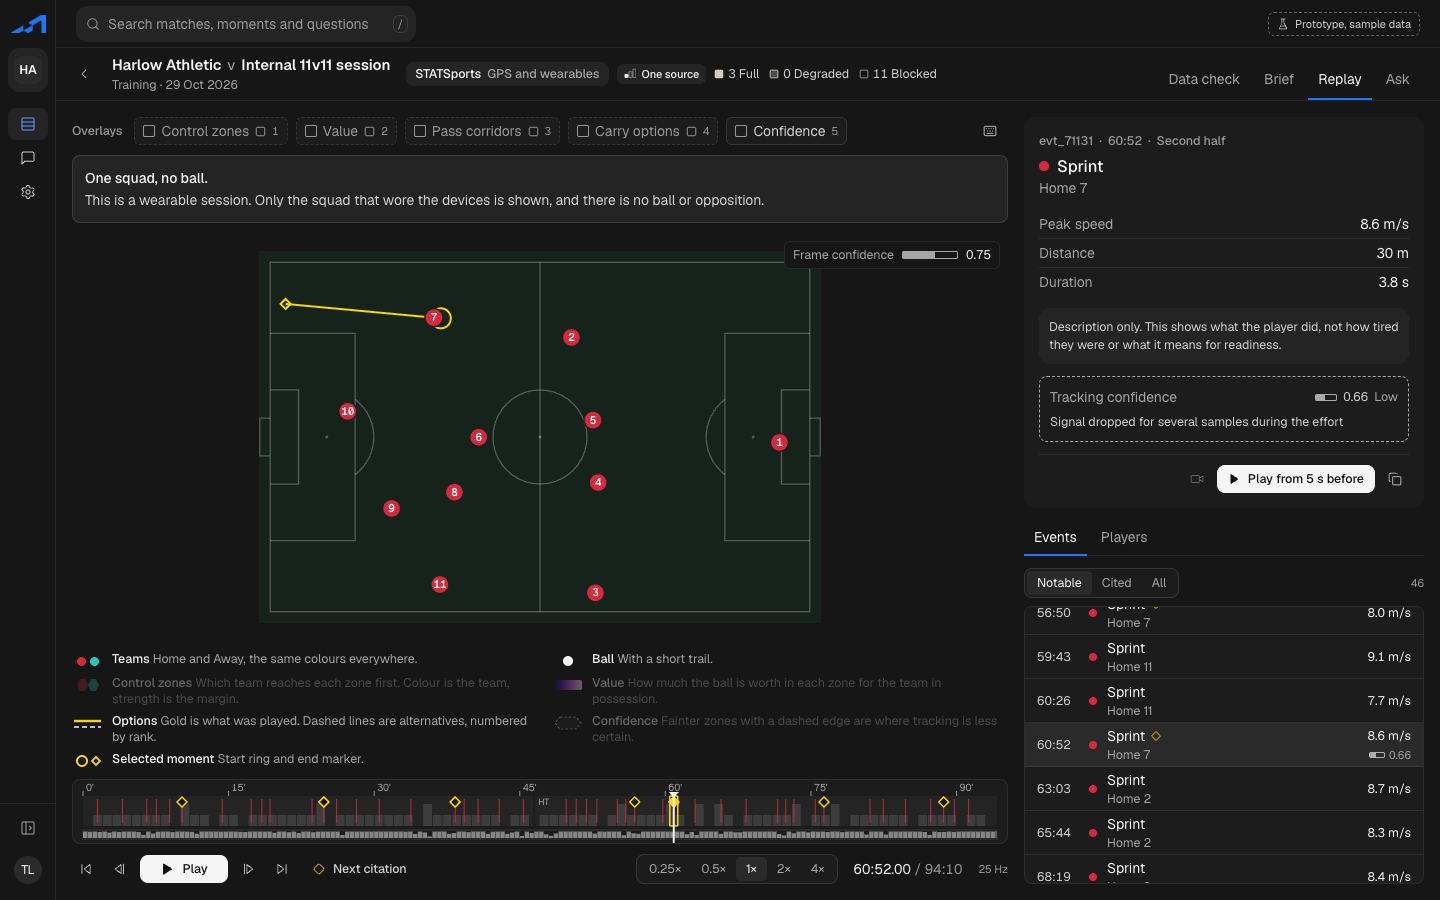 Search matches, moments and questions
/
Prototype, sample data
HA
Harlow Athletic v Internal 11v11 session
Training · 29 Oct 2026
STATSports GPS and wearables
One source
3 Full
0 Degraded
11 Blocked
Data check
Brief
Replay
Ask
Overlays
Control zones 1
Value 2
Pass corridors 3
Carry options 4
Confidence 5
One squad, no ball.
This is a wearable session. Only the squad that wore the devices is shown, and there is no ball or opposition.
Frame confidence 0.75
7
2
10
5
6
1
4
8
9
11
3
Teams Home and Away, the same colours everywhere.
Ball With a short trail.
Control zones Which team reaches each zone first. Colour is the team,
strength is the margin.
Value How much the ball is worth in each zone for the team in
possession.
Options Gold is what was played. Dashed lines are alternatives, numbered
by rank.
Confidence Fainter zones with a dashed edge are where tracking is less
certain.
Selected moment Start ring and end marker.
0'
15'
30'
45'
60'
75'
90'
HT
Play
Next citation
0.25×
0.5×
1×
2×
4×
60:52.00 / 94:10
25 Hz
evt_71131 · 60:52 · Second half
Sprint
Home 7
Peak speed 8.6 m/s
Distance 30 m
Duration 3.8 s
Description only. This shows what the player did, not how tired
they were or what it means for readiness.
Tracking confidence 0.66 Low
Signal dropped for several samples during the effort
Play from 5 s before
Events
Players
Notable
Cited
All
46
56:50 Sprint 8.0 m/s
Home 7
59:43 Sprint 9.1 m/s
Home 11
60:26 Sprint 7.7 m/s
Home 11
60:52 Sprint 8.6 m/s
Home 7 0.66
63:03 Sprint 8.7 m/s
Home 2
65:44 Sprint 8.3 m/s
Home 2
68:19 Sprint 8.4 m/s
TL